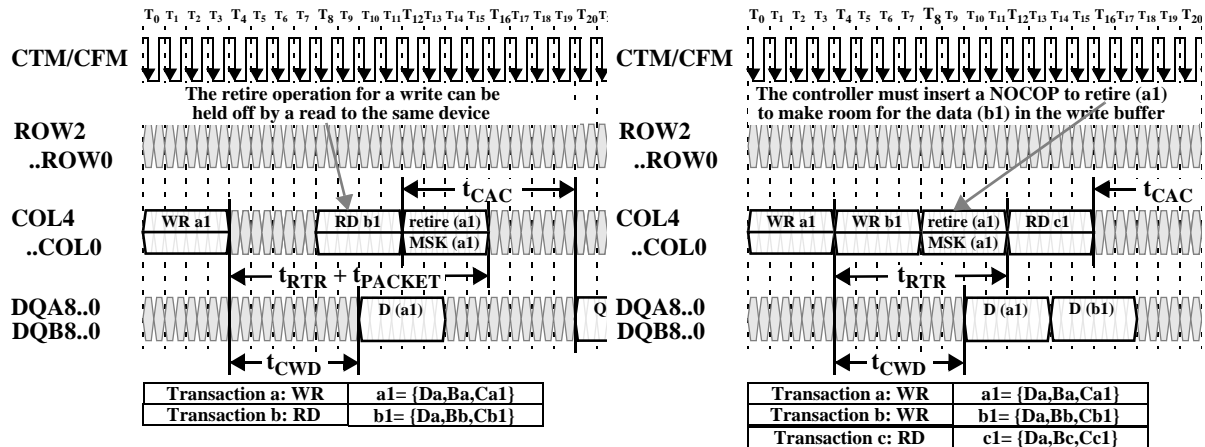 T0 T1 T2 T3 T4 T5 T6 T7 T8 T9 T10 T11 T12 T13 T14 T15 T16 T17 T18 T19 T20
CTM/CFM
The retire operation for a write can be
held off by a read to the same device
ROW2
..ROW0
tCAC
COL4
..COL0
WR a1
RD b1
retire (a1)
MSK (a1)
tRTR + tPACKET
DQA8..0
DQB8..0
D (a1)
Q
tCWD
Transaction a: WR a1= {Da,Ba,Ca1}
Transaction b: RD b1= {Da,Bb,Cb1}
T0 T1 T2 T3 T4 T5 T6 T7 T8 T9 T10 T11 T12 T13 T14 T15 T16 T17 T18 T19 T20
CTM/CFM
The controller must insert a NOCOP to retire (a1)
to make room for the data (b1) in the write buffer
ROW2
..ROW0
tCAC
COL4
..COL0
WR a1
WR b1
retire (a1)
MSK (a1)
RD c1
tRTR
DQA8..0
DQB8..0
D (a1)
D (b1)
tCWD
Transaction a: WR a1= {Da,Ba,Ca1}
Transaction b: WR b1= {Da,Bb,Cb1}
Transaction c: RD c1= {Da,Bc,Cc1}